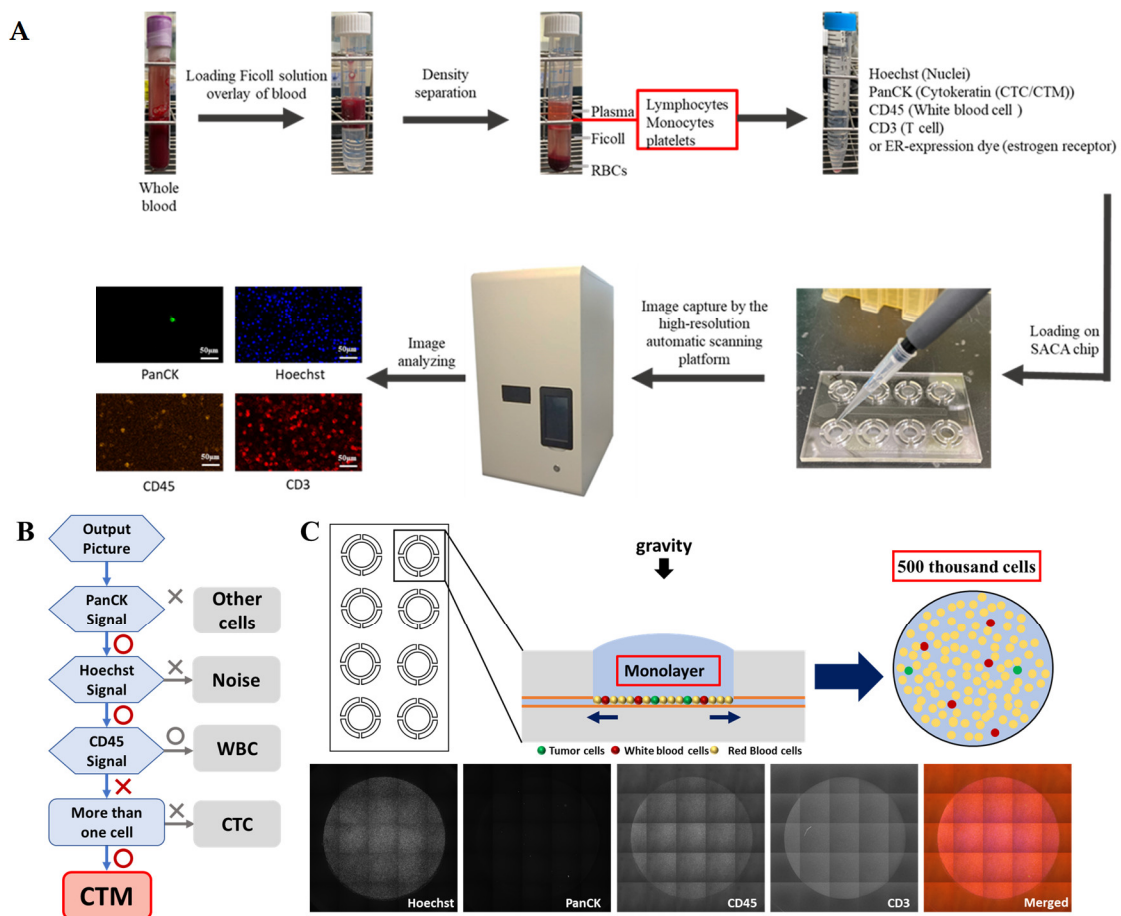 A
Loading Ficoll solution
overlay of blood
Density
separation
Whole
blood
Plasma
Ficoll
RBCs
Lymphocytes
Monocytes
platelets
Hoechst (Nuclei)
PanCK (Cytokeratin (CTC/CTM))
CD45 (White blood cell )
CD3 (T cell)
or ER-expression dye (estrogen receptor)
Loading on
SACA chip
Image capture by the
high-resolution
automatic scanning
platform
Image
analyzing
50μm
50μm
PanCK
Hoechst
50μm
50μm
CD45
CD3
B
Output
Picture
PanCK
Signal
Other
cells
Hoechst
Signal
Noise
CD45
Signal
WBC
More than
one cell
CTC
CTM
C
gravity
Monolayer
500 thousand cells
Tumor cells
White blood cells
Red Blood cells
Hoechst
PanCK
CD45
CD3
Merged